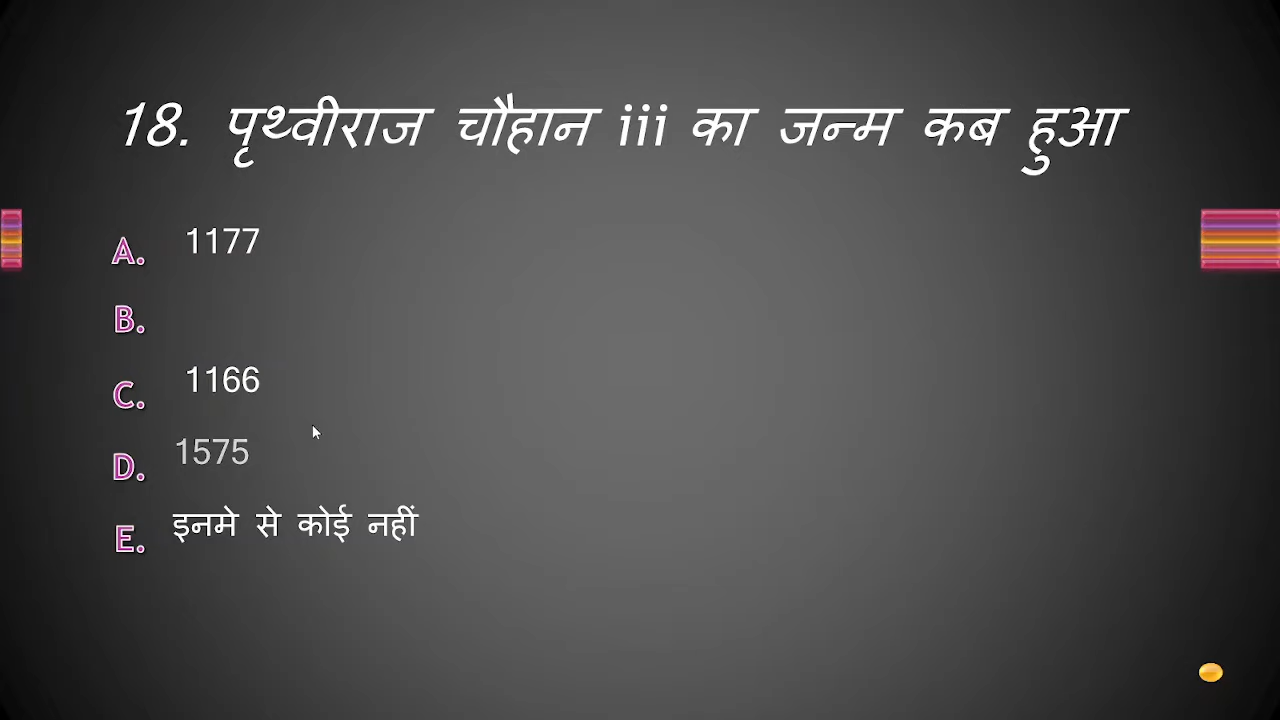 18. पृथ्वीराज चौहान iii का जन्म कब हुआ
A. 1177
B.
C. 1166
D. 1575
E. इनमे से कोई नहीं